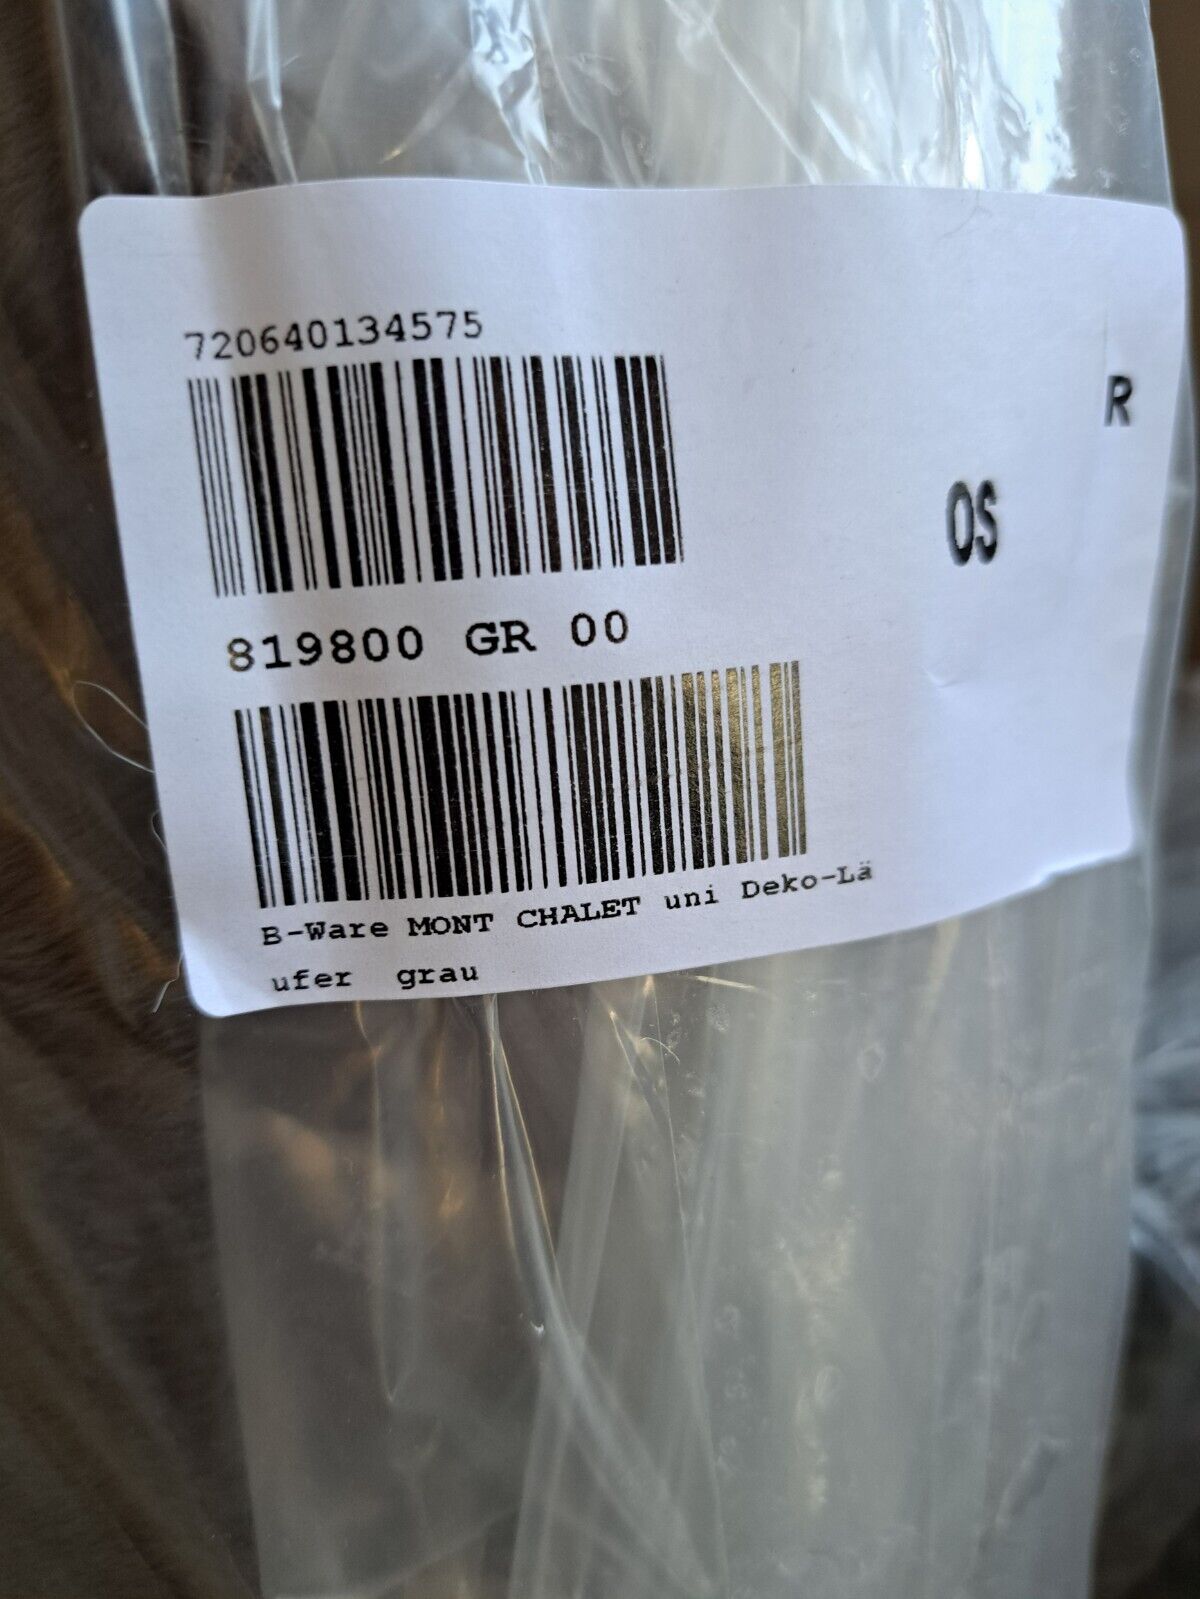 720640134575
R
OS
819800 GR 00
B-Ware MONT CHALET uni Deko-Lä
ufer grau